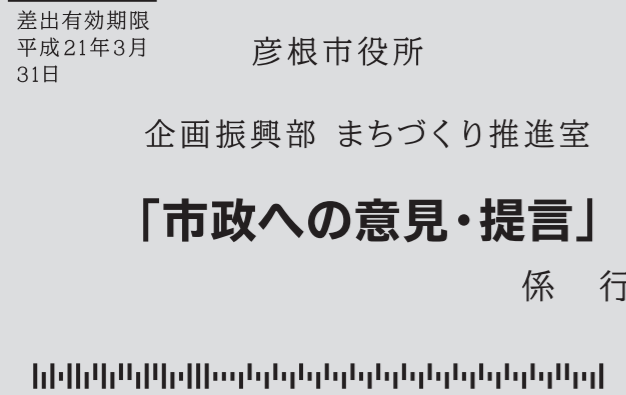 差出有効期限
平成21年3月
31日
彦根市役所
企画振興部 まちづくり推進室
「市政への意見・提言」
係 行